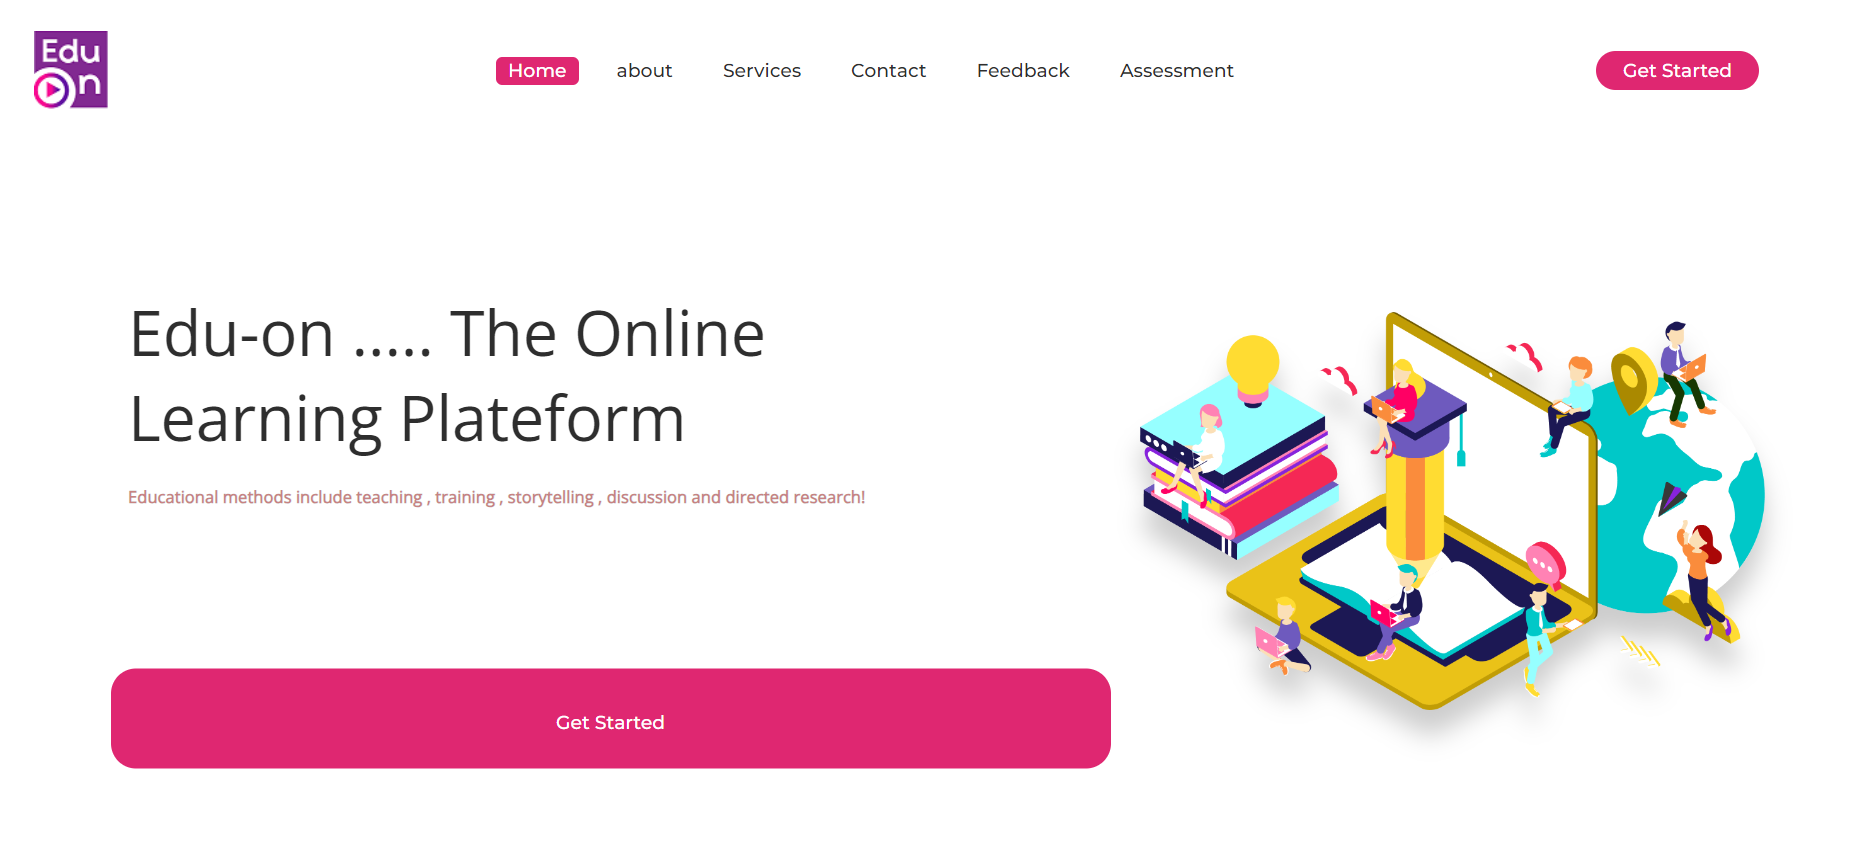 Edu
On
Home
about
Services
Contact
Feedback
Assessment
Get Started
Edu-on ..... The Online
Learning Plateform
Educational methods include teaching , training , storytelling , discussion and directed research!
Get Started